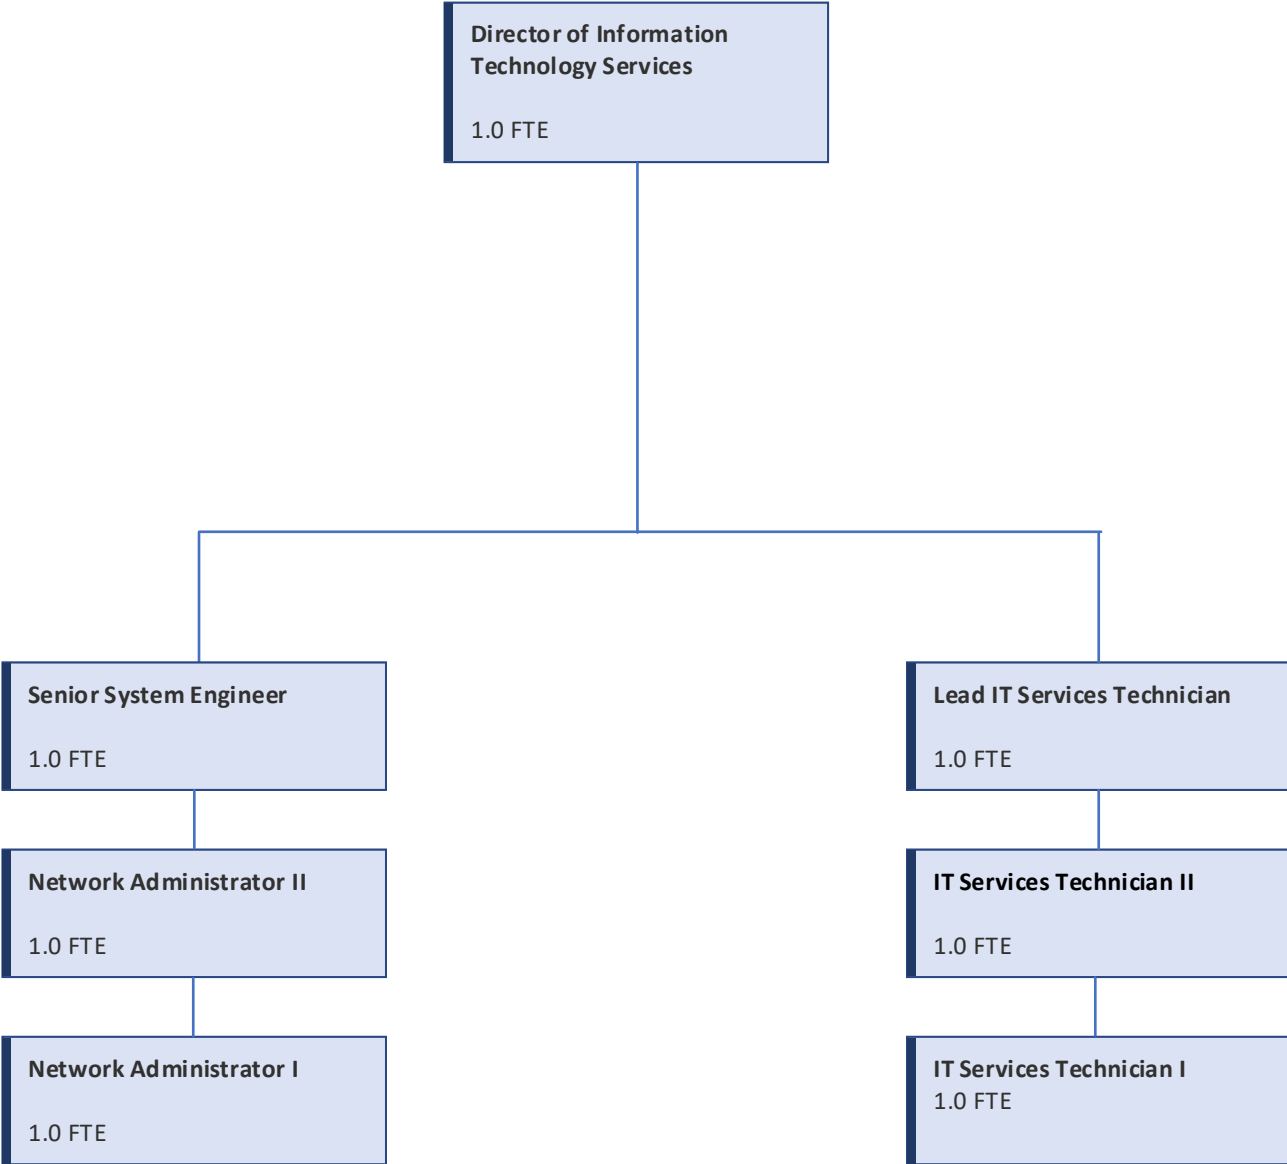 Director of Information
Technology Services
1.0 FTE
Senior System Engineer
1.0 FTE
Lead IT Services Technician
1.0 FTE
Network Administrator II
1.0 FTE
IT Services Technician II
1.0 FTE
Network Administrator I
1.0 FTE
IT Services Technician I
1.0 FTE